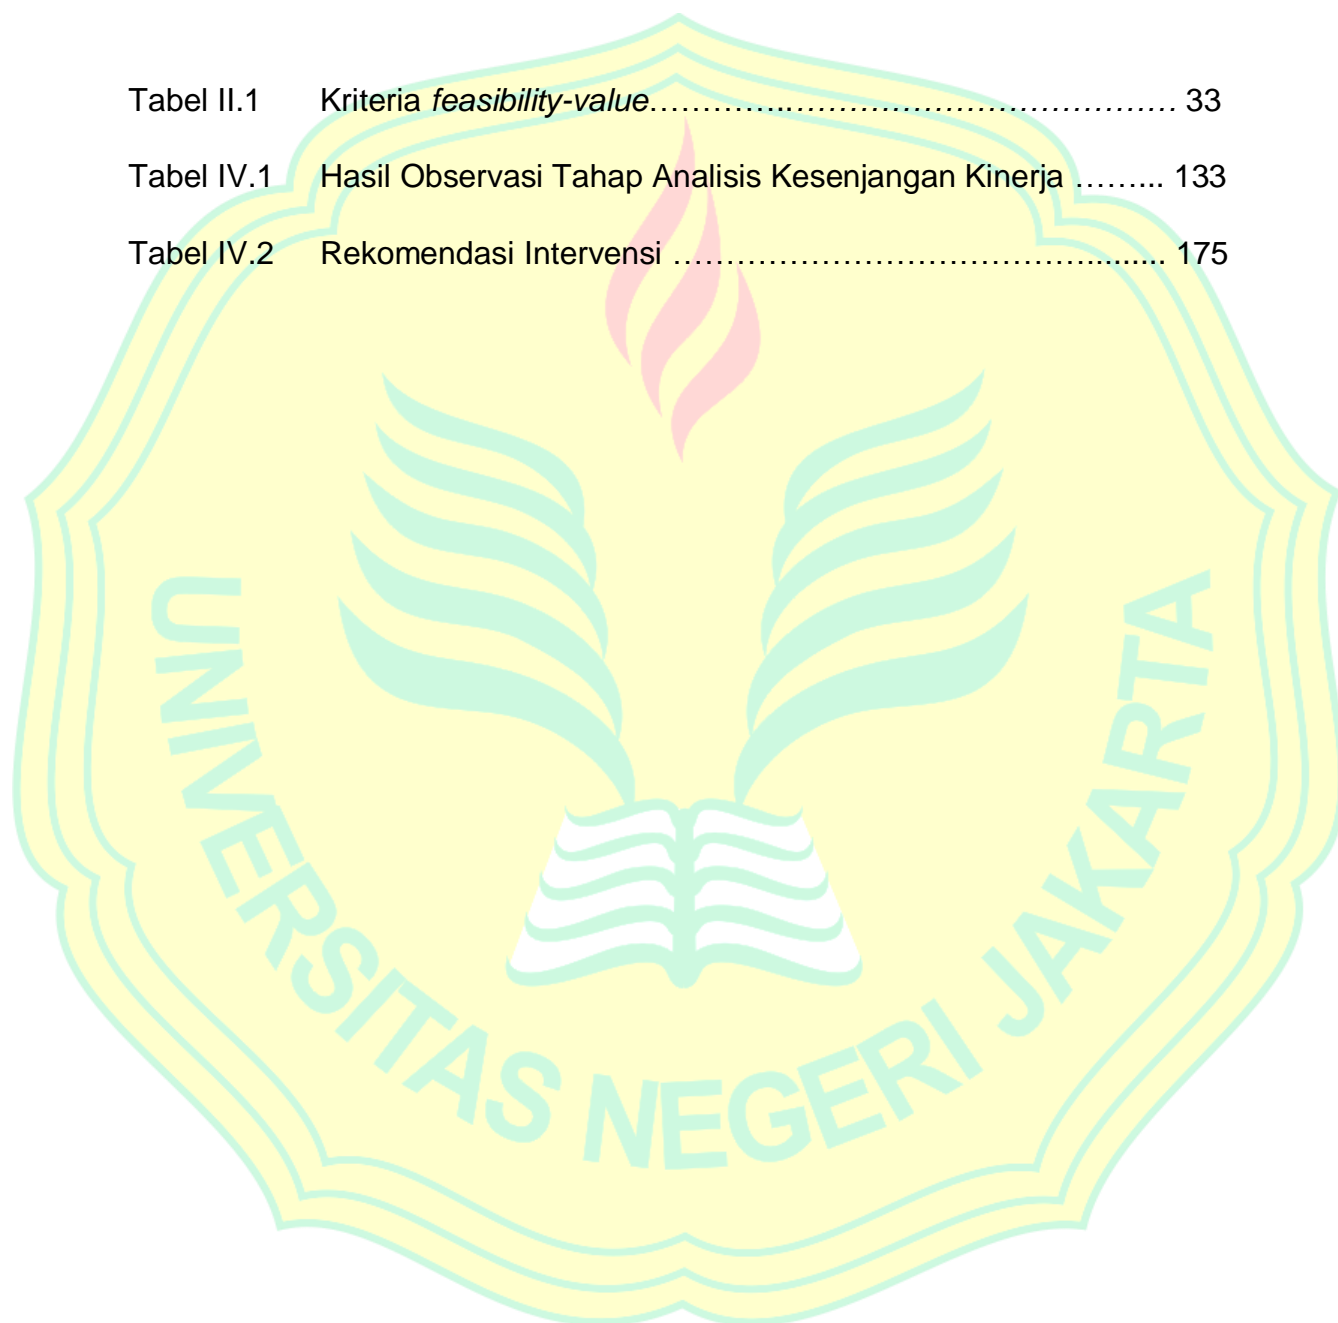 Tabel II.1 Kriteria feasibility-value…………..………………………………… 33
Tabel IV.1 Hasil Observasi Tahap Analisis Kesenjangan Kinerja ……... 133
Tabel IV.2 Rekomendasi Intervensi ………………………………….......... 175
UNIVERSITAS NEGERI JAKARTA